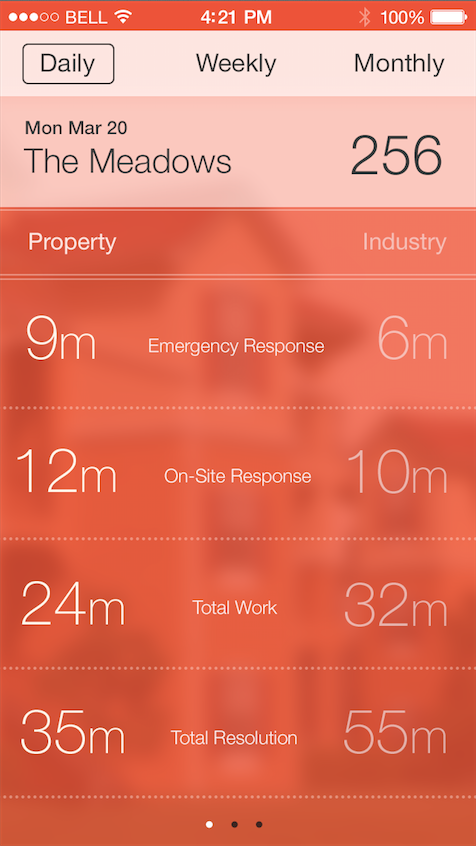 BELL 4:21 PM 100%
Daily Weekly Monthly
Mon Mar 20
The Meadows 256
Property Industry
9m Emergency Response 6m
12m On-Site Response 10m
24m Total Work 32m
35m Total Resolution 55m